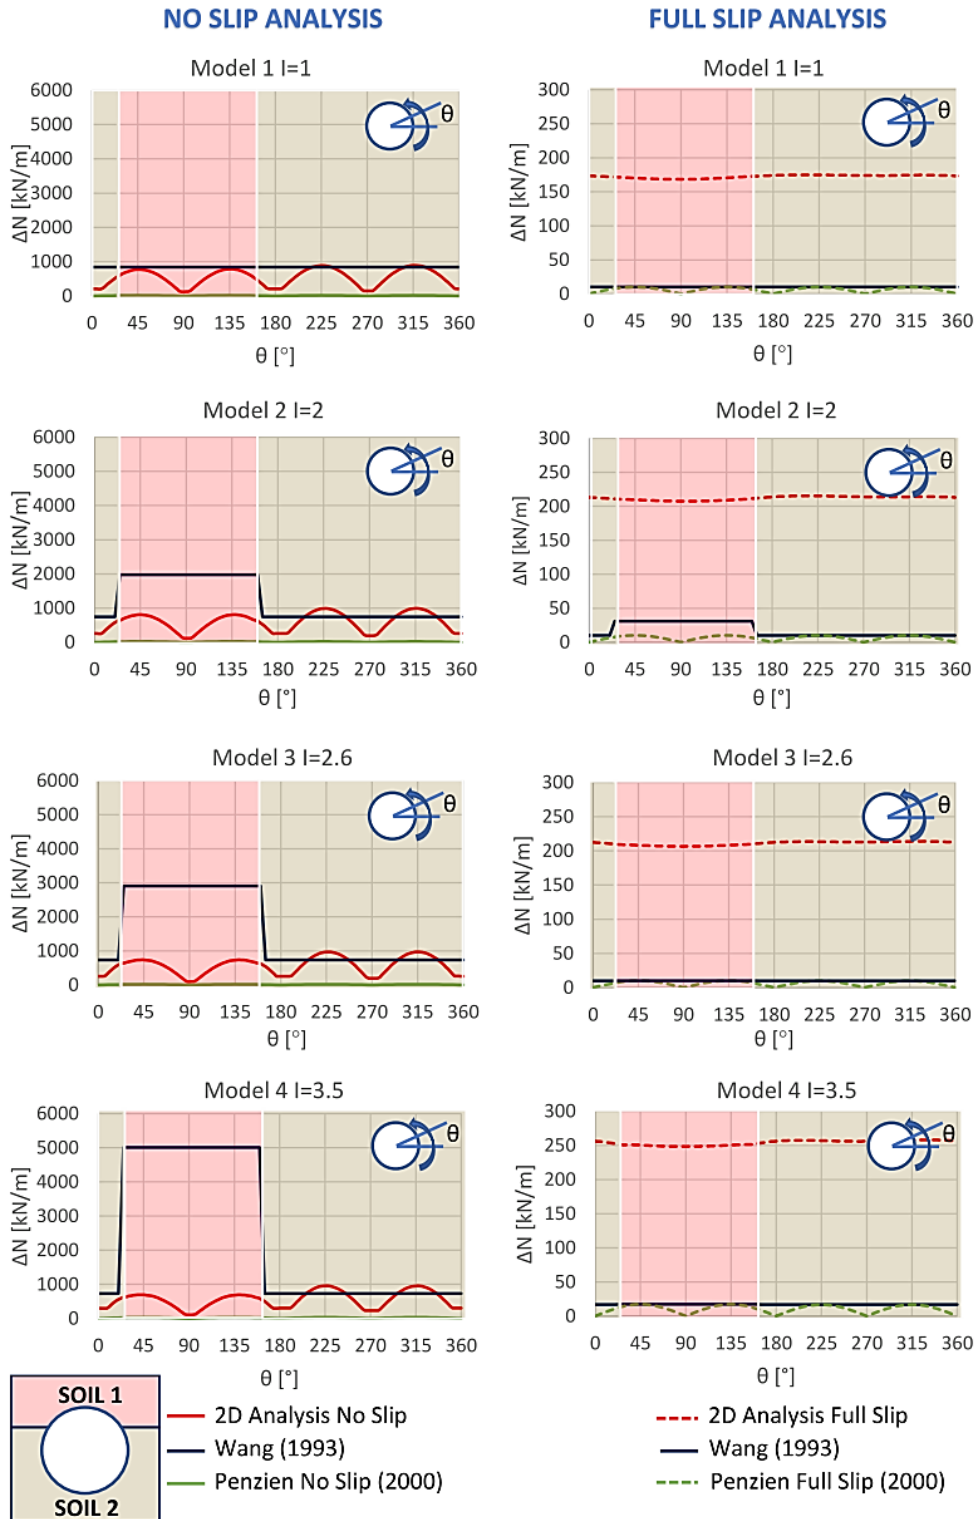 NO SLIP ANALYSIS
FULL SLIP ANALYSIS
Model 1 I=1
6000
5000
4000
3000
2000
1000
0
ΔN [kN/m]
θ
0 45 90 135 180 225 270 315 360
θ [°]
Model 1 I=1
300
250
200
150
100
50
0
ΔN [kN/m]
θ
0 45 90 135 180 225 270 315 360
θ [°]
Model 2 I=2
6000
5000
4000
3000
2000
1000
0
ΔN [kN/m]
θ
0 45 90 135 180 225 270 315 360
θ [°]
Model 2 I=2
300
250
200
150
100
50
0
ΔN [kN/m]
θ
0 45 90 135 180 225 270 315 360
θ [°]
Model 3 I=2.6
6000
5000
4000
3000
2000
1000
0
ΔN [kN/m]
θ
0 45 90 135 180 225 270 315 360
θ [°]
Model 3 I=2.6
300
250
200
150
100
50
0
ΔN [kN/m]
θ
0 45 90 135 180 225 270 315 360
θ [°]
Model 4 I=3.5
6000
5000
4000
3000
2000
1000
0
ΔN [kN/m]
θ
0 45 90 135 180 225 270 315 360
θ [°]
Model 4 I=3.5
300
250
200
150
100
50
0
ΔN [kN/m]
θ
0 45 90 135 180 225 270 315 360
θ [°]
SOIL 1
SOIL 2
2D Analysis No Slip
Wang (1993)
Penzien No Slip (2000)
2D Analysis Full Slip
Wang (1993)
Penzien Full Slip (2000)